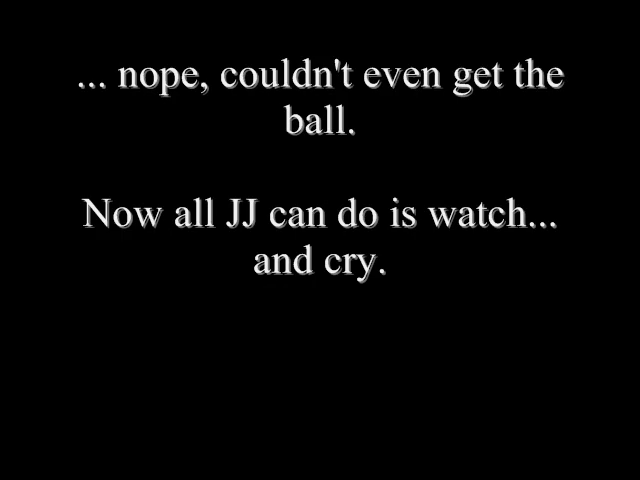 ... nope, couldn't even get the
ball.
Now all JJ can do is watch...
and cry.